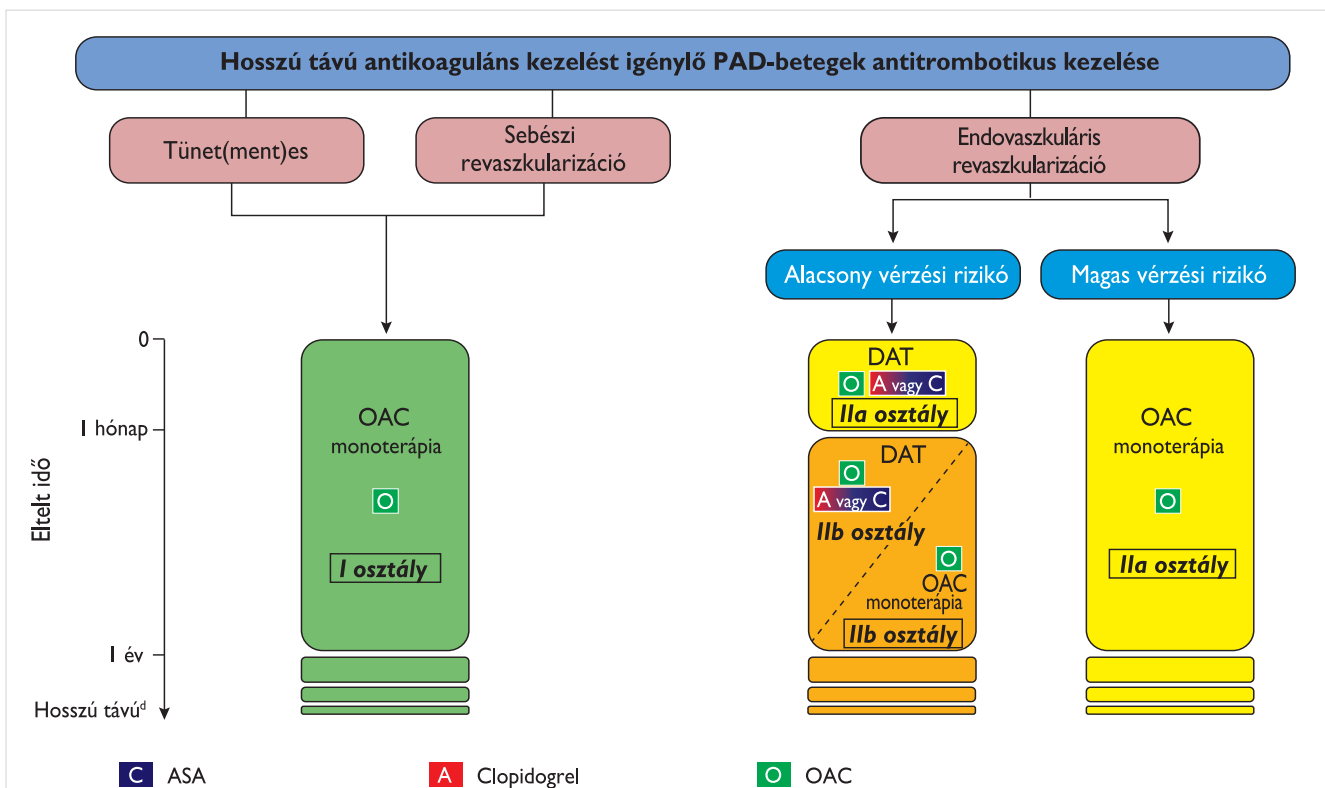 Hosszú távú antikoaguláns kezelést igénylő PAD-betegek antitrombotikus kezelése
Tünet(ment)es
Sebészi
revaszkularizáció
Endovaszkuláris
revaszkularizáció
Alacsony vérzési rizikó
Magas vérzési rizikó
Eltelt idő
0
1 hónap
1 év
Hosszú távúᵈ
OAC
monoterápia
O
I osztály
DAT
O A vagy C
IIa osztály
DAT
O
A vagy C
IIb osztály
O
OAC
monoterápia
IIb osztály
OAC
monoterápia
O
IIa osztály
C ASA
A Clopidogrel
O OAC